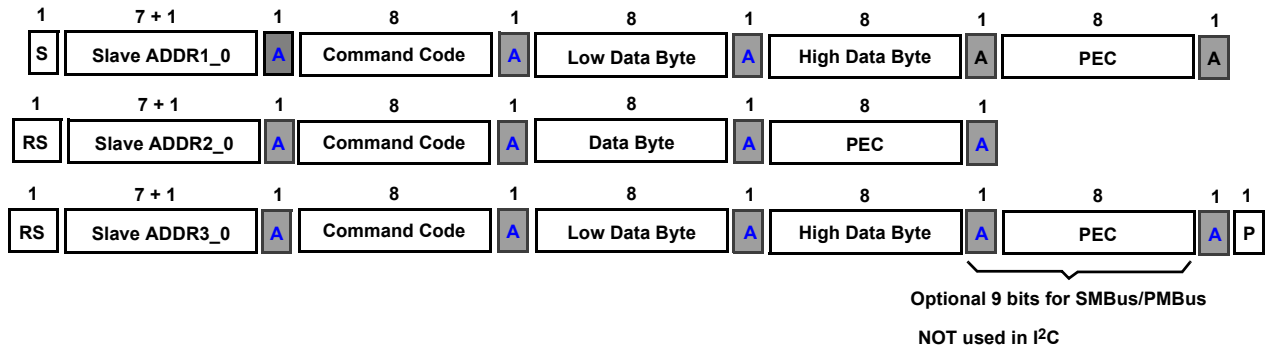 1 7 + 1 1 8 1 8 1 8 1 8 1
S Slave ADDR1_0 A Command Code A Low Data Byte A High Data Byte A PEC A
1 7 + 1 1 8 1 8 1 8 1
RS Slave ADDR2_0 A Command Code A Data Byte A PEC A
1 7 + 1 1 8 1 8 1 8 1 8 1 1
RS Slave ADDR3_0 A Command Code A Low Data Byte A High Data Byte A PEC A P
Optional 9 bits for SMBus/PMBus
NOT used in I²C